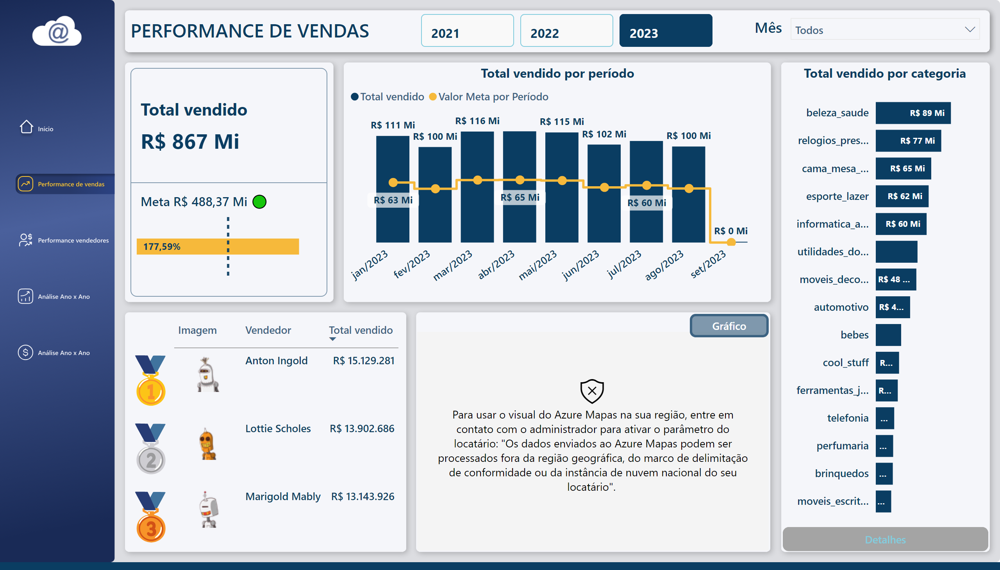 @
Início
Performance de vendas
Performance vendedores
Análise Ano x Ano
Análise Ano x Ano
PERFORMANCE DE VENDAS
2021
2022
2023
Mês
Todos
Total vendido
R$ 867 Mi
Meta R$ 488,37 Mi
177,59%
Total vendido por período
Total vendido
Valor Meta por Período
R$ 111 Mi
R$ 100 Mi
R$ 116 Mi
R$ 115 Mi
R$ 102 Mi
R$ 100 Mi
R$ 63 Mi
R$ 65 Mi
R$ 60 Mi
R$ 0 Mi
jan/2023
fev/2023
mar/2023
abr/2023
mai/2023
jun/2023
jul/2023
ago/2023
set/2023
Total vendido por categoria
beleza_saude R$ 89 Mi
relogios_pres... R$ 77 Mi
cama_mesa_... R$ 65 Mi
esporte_lazer R$ 62 Mi
informatica_a... R$ 60 Mi
utilidades_do...
moveis_deco... R$ 48 ...
automotivo R$ 4...
bebes
cool_stuff R...
ferramentas_j... R...
telefonia ...
perfumaria ...
brinquedos ...
moveis_escrit... ...
Detalhes
Imagem Vendedor Total vendido
1 Anton Ingold R$ 15.129.281
2 Lottie Scholes R$ 13.902.686
3 Marigold Mably R$ 13.143.926
Gráfico
Para usar o visual do Azure Mapas na sua região, entre em
contato com o administrador para ativar o parâmetro do
locatário: "Os dados enviados ao Azure Mapas podem ser
processados fora da região geográfica, do marco de delimitação
de conformidade ou da instância de nuvem nacional do seu
locatário".